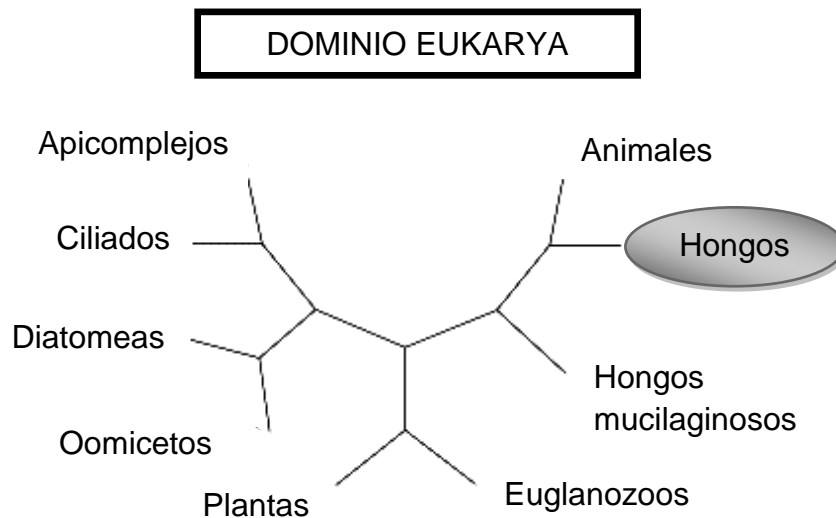 DOMINIO EUKARYA
Apicomplejos
Animales
Ciliados
Hongos
Diatomeas
Hongos
mucilaginosos
Oomicetos
Plantas
Euglanozoos